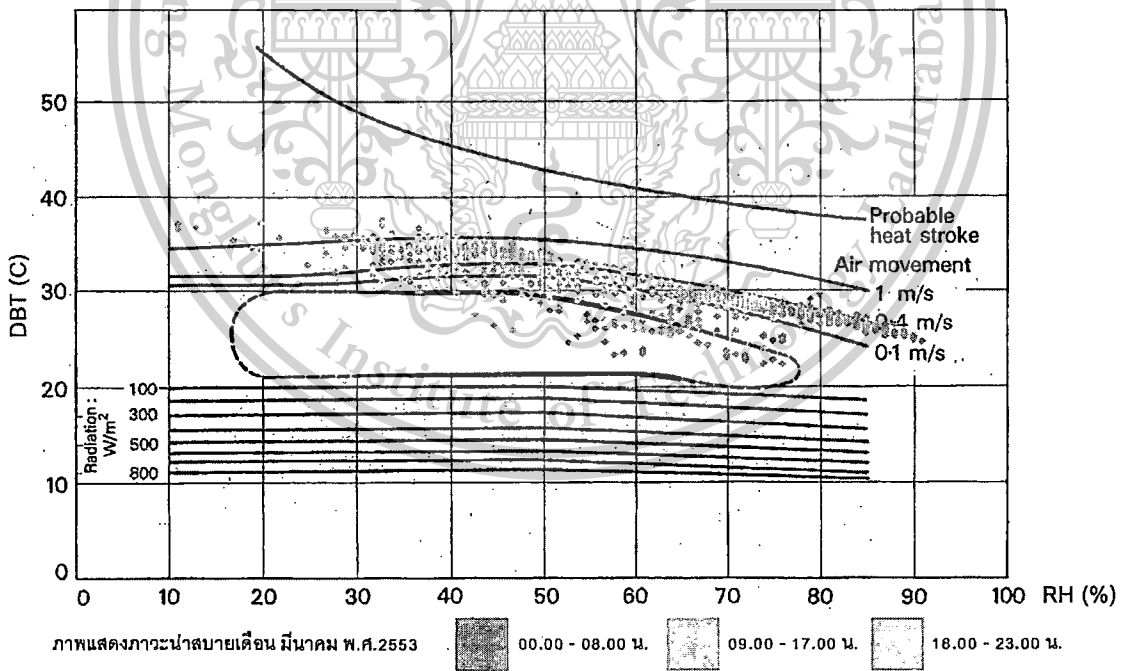 50
40
30
20
10
0
DBT (C)
Probable
heat stroke
Air movement
1 m/s
0·4 m/s
0·1 m/s
Radiation :
W/m²
100
300
500
800
0 10 20 30 40 50 60 70 80 90 100 RH (%)
ภาพแสดงภาวะน่าสบายเดือน มีนาคม พ.ศ.2553
00.00 - 08.00 น.
09.00 - 17.00 น.
18.00 - 23.00 น.
Institute of Technology